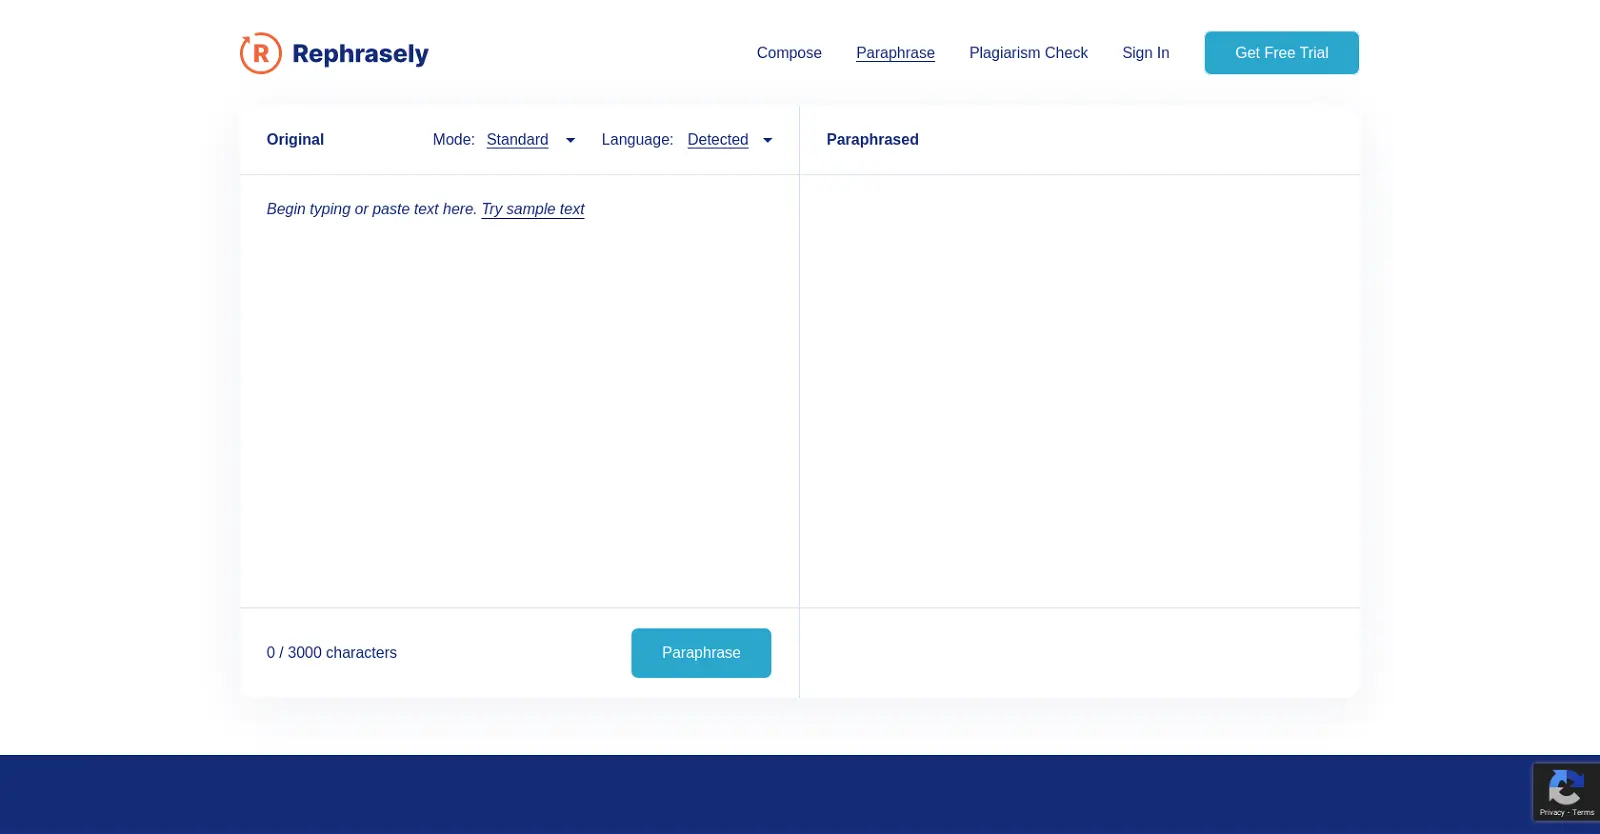 R Rephrasely
Compose Paraphrase Plagiarism Check Sign In Get Free Trial
Original Mode: Standard Language: Detected Paraphrased
Begin typing or paste text here. Try sample text
0 / 3000 characters Paraphrase
Privacy - Terms